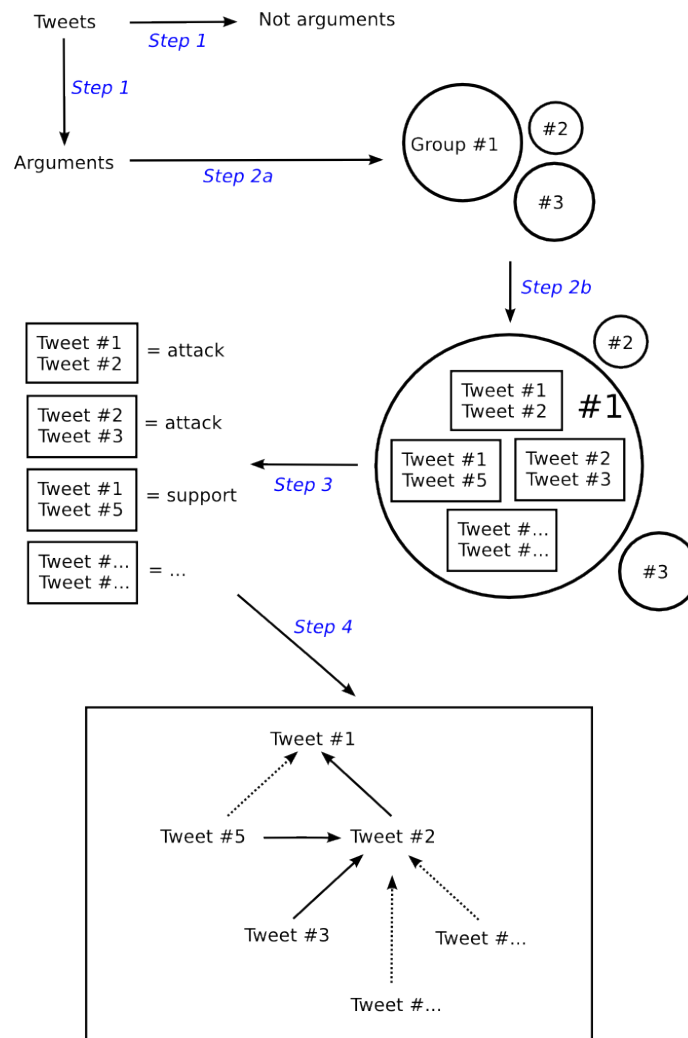 Tweets
Step 1
Not arguments
Step 1
Arguments
Step 2a
Group #1
#2
#3
Step 2b
Tweet #1
Tweet #2
= attack
Tweet #2
Tweet #3
= attack
Tweet #1
Tweet #5
= support
Tweet #...
Tweet #...
= ...
Step 3
#2
#1
Tweet #1
Tweet #2
Tweet #1
Tweet #5
Tweet #2
Tweet #3
Tweet #...
Tweet #...
#3
Step 4
Tweet #1
Tweet #5
Tweet #2
Tweet #3
Tweet #...
Tweet #...